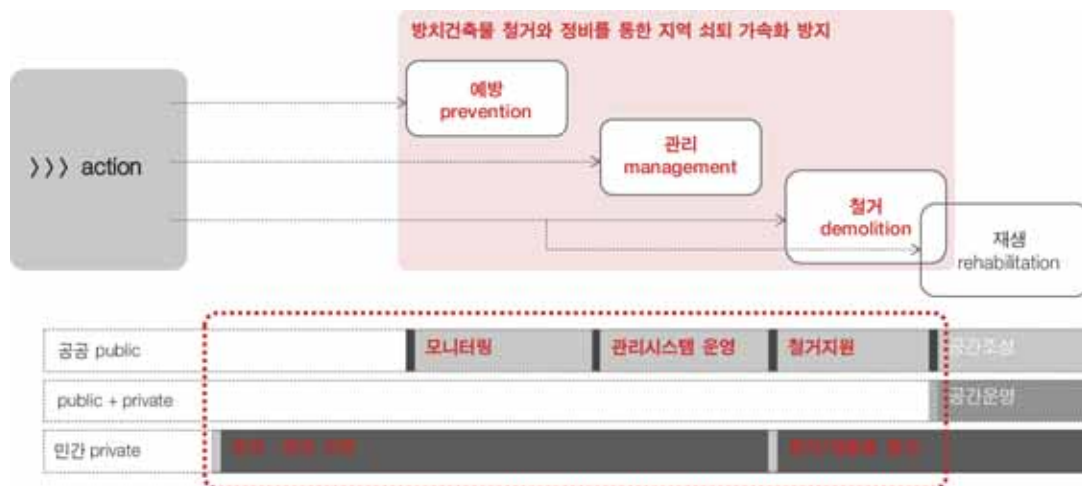 방치건축물 철거와 정비를 통한 지역 쇠퇴 가속화 방지
예방
prevention
관리
management
철거
demolition
재생
rehabilitation
〉〉〉 action
공공 public
모니터링
관리시스템 운영
철거지원
공간조성
public + private
공간운영
민간 private